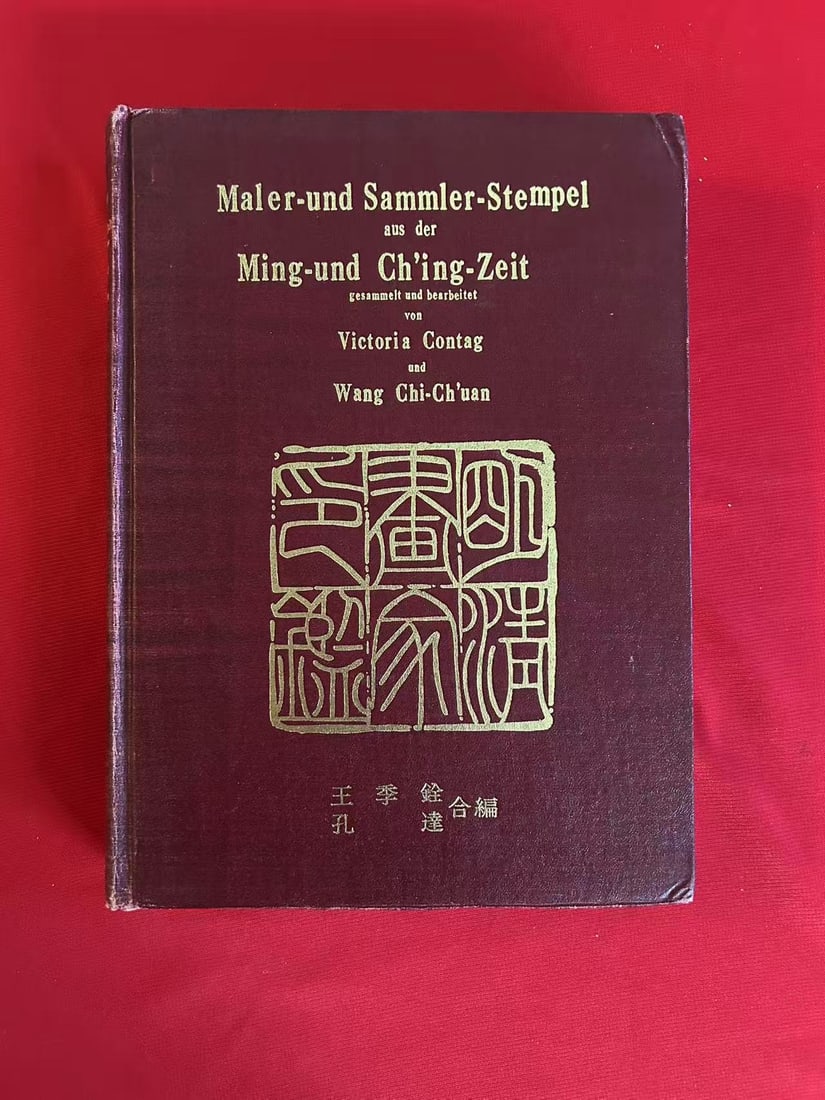 Maler-und Sammler-Stempel
aus der
Ming-und Ch'ing-Zeit
gesammelt und bearbeitet
von
Victoria Contag
und
Wang Chi-Ch'uan
明清
畫家
印鑑
王季銓
孔達
合編